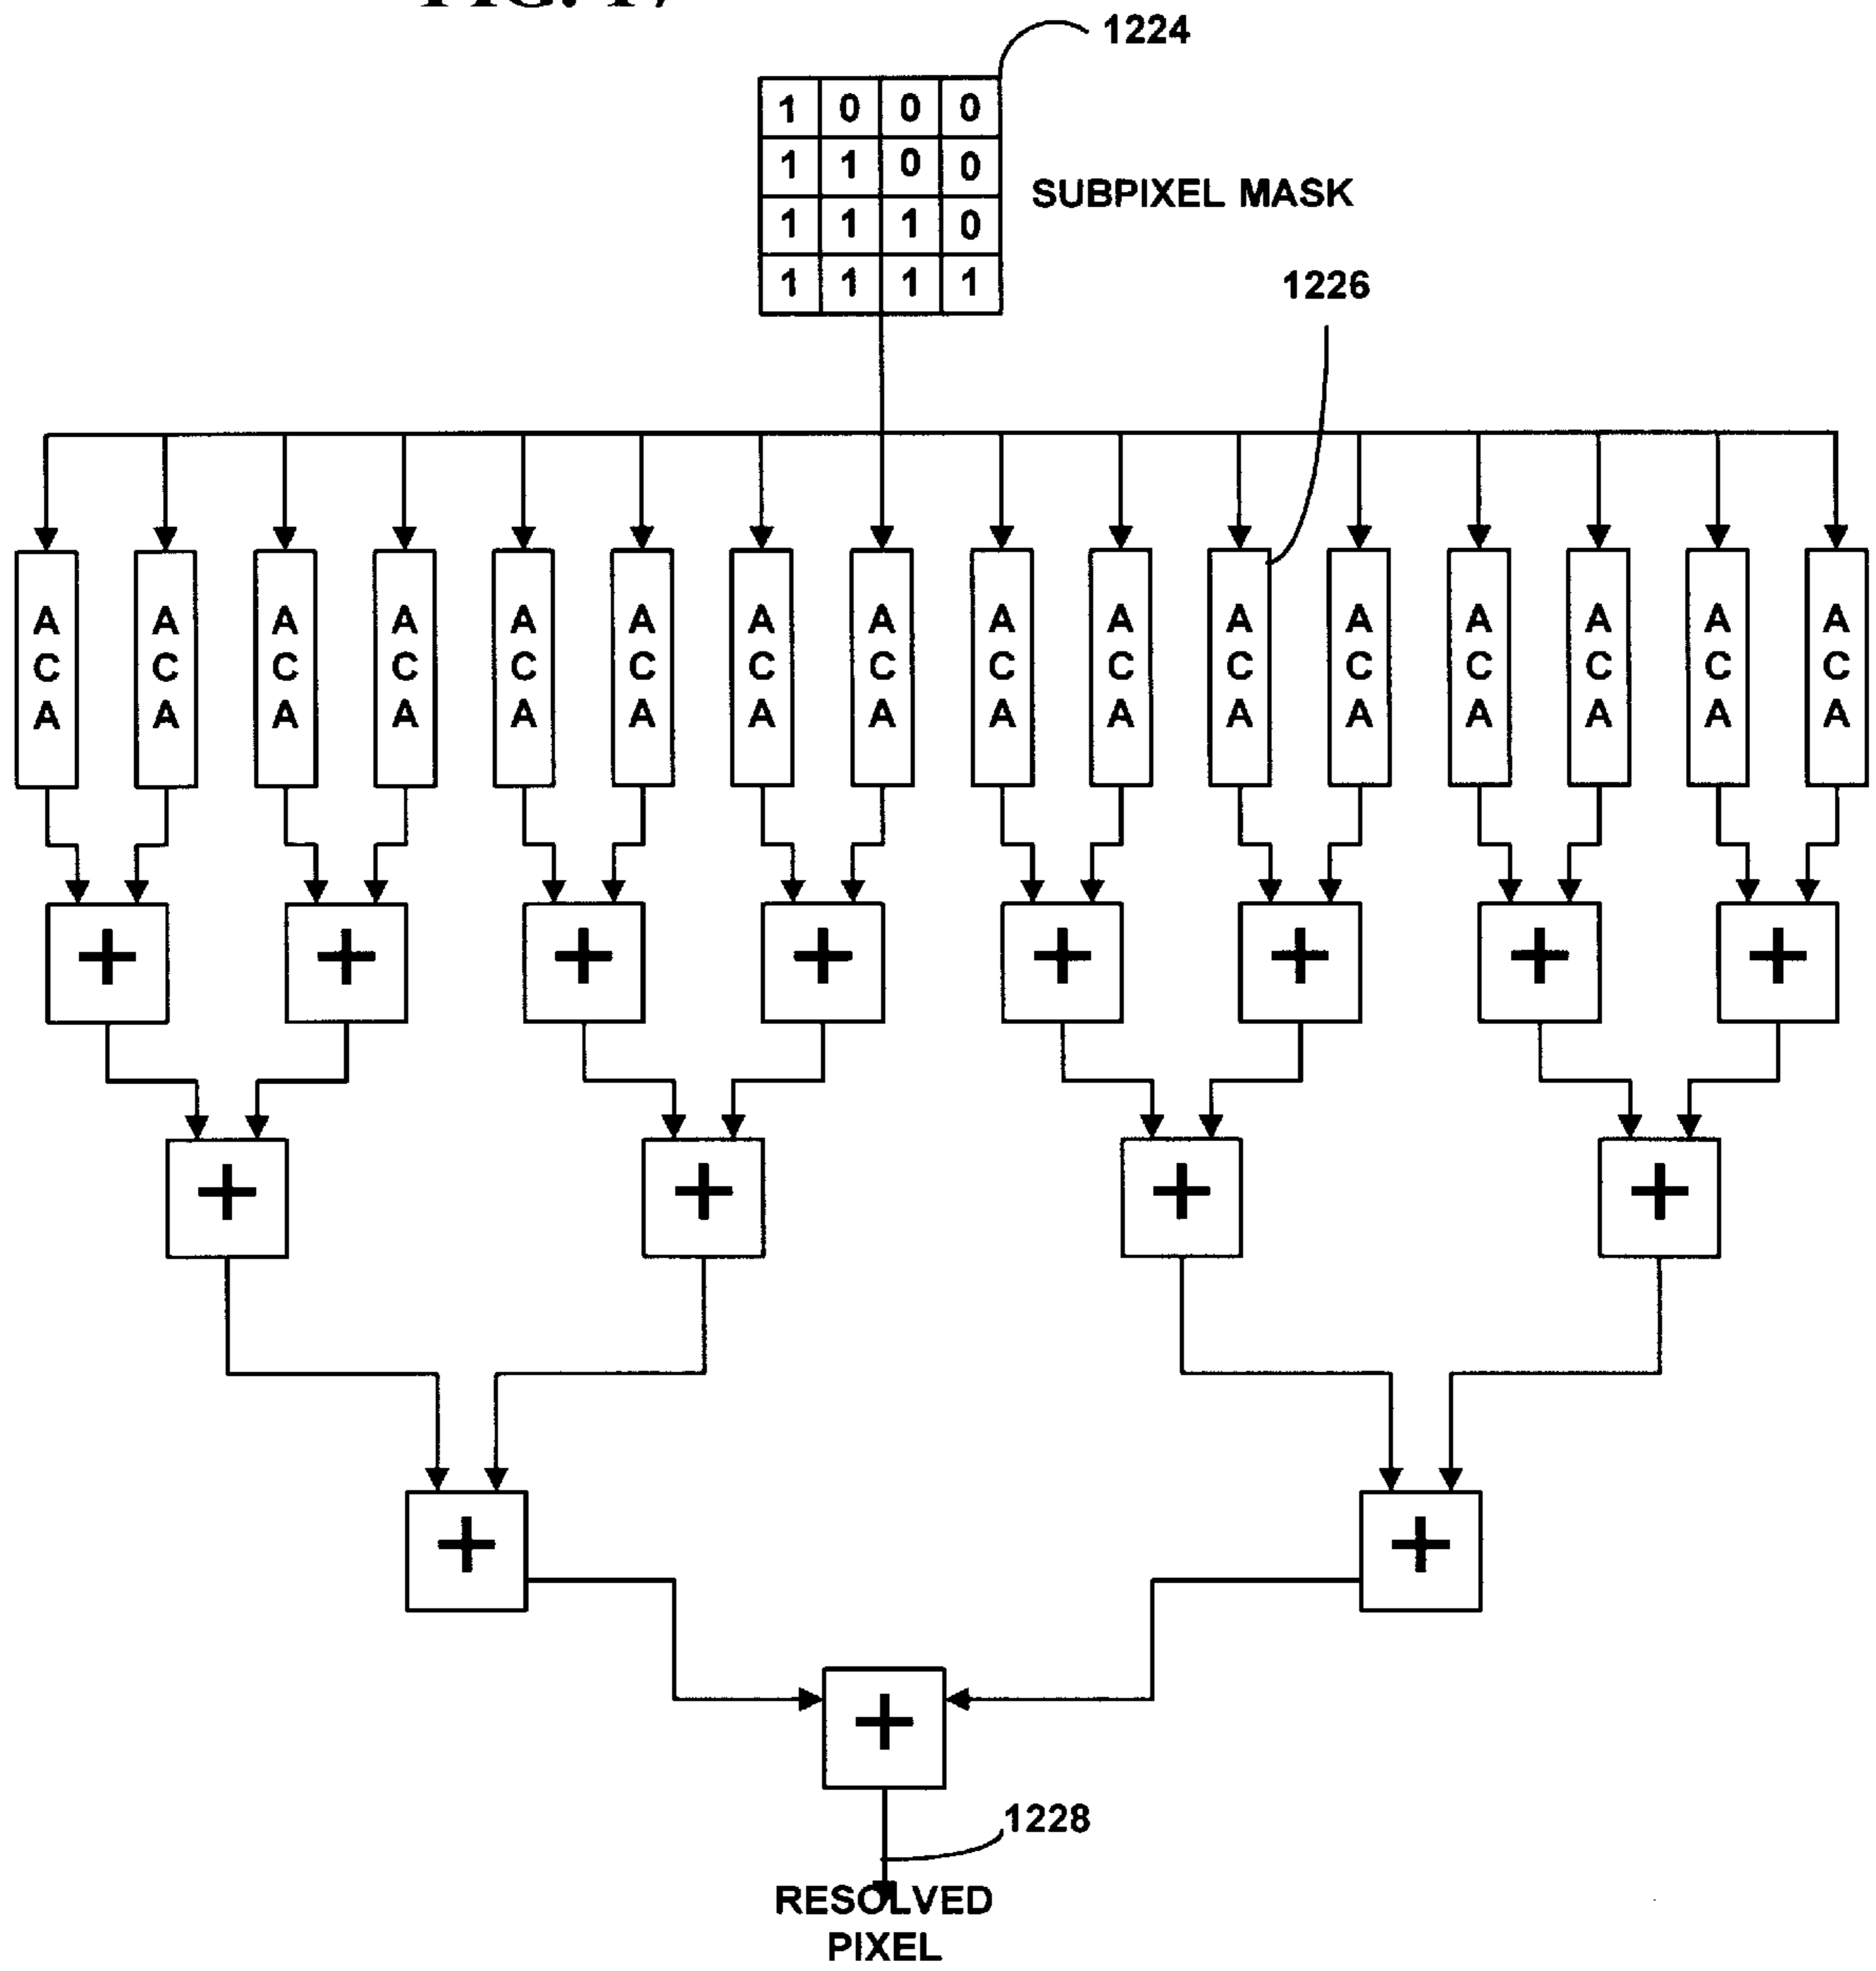 1224
1 0 0 0
1 1 0 0
SUBPIXEL MASK
1 1 1 0
1 1 1 1
1226
A A A A A A A A A A A A A A A A
C C C C C C C C C C C C C C C C
A A A A A A A A A A A A A A A A
+ + + + + + + +
+ + + +
+ +
+
1228
RESOLVED
PIXEL